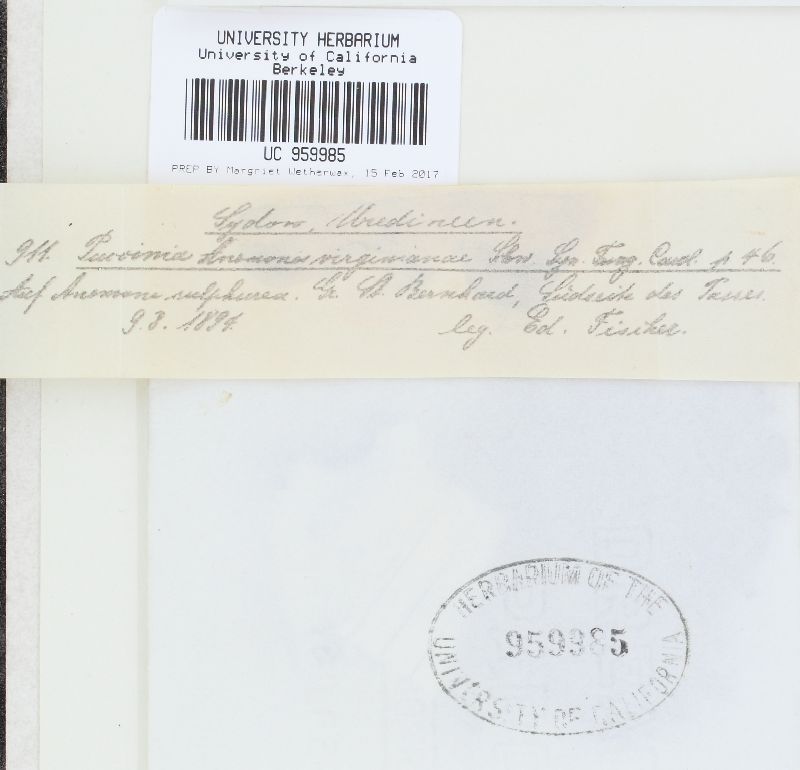 UNIVERSITY HERBARIUM
University of California
Berkeley
UC 959985
PREP BY Margriet Wetherwax, 15 Feb 2017
Sydow, Uredineen.
911. Puccinia Anemones virginianae Schw. Syn. Fung. Carol. p 46.
Auf Anemone sulphurea. Gr. St. Bernhard, Südseite des Passes.
9.8. 1894. leg. Ed. Fischer.
HERBARIUM OF THE
959985
UNIVERSITY OF CALIFORNIA